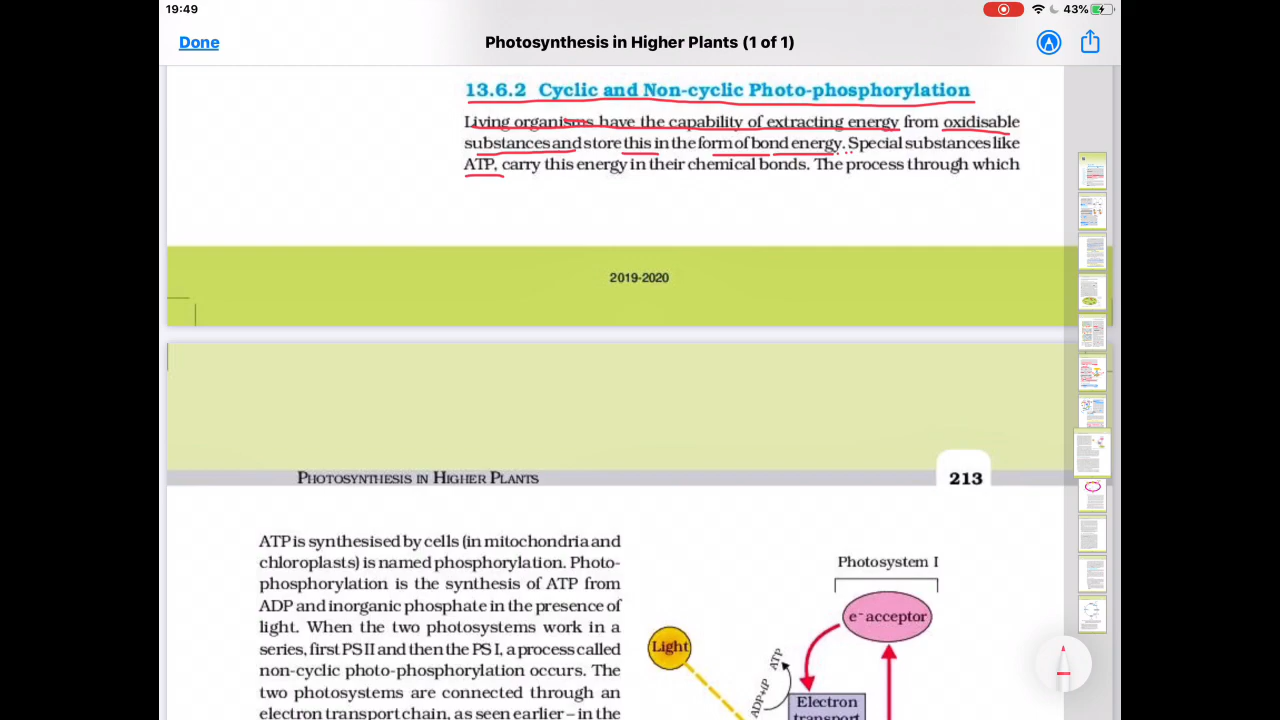 19:49
43%
Done
Photosynthesis in Higher Plants (1 of 1)
13.6.2 Cyclic and Non-cyclic Photo-phosphorylation
Living organisms have the capability of extracting energy from oxidisable
substances and store this in the form of bond energy. Special substances like
ATP, carry this energy in their chemical bonds. The process through which
2019-2020
PHOTOSYNTHESIS IN HIGHER PLANTS
213
ATP is synthesised by cells (in mitochondria and
chloroplasts) is named phosphorylation. Photo-
phosphorylation is the synthesis of ATP from
ADP and inorganic phosphate in the presence of
light. When the two photosystems work in a
series, first PS II and then the PS I, a process called
non-cyclic photo-phosphorylation occurs. The
two photosystems are connected through an
electron transport chain, as seen earlier – in the
Photosystem I
e⁻ acceptor
Light
ADP+iP
ATP
Electron
transport